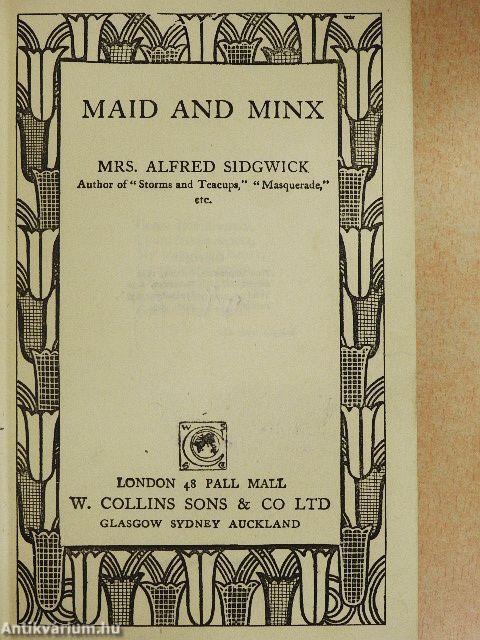 MAID AND MINX
MRS. ALFRED SIDGWICK
Author of "Storms and Teacups," "Masquerade,"
etc.
LONDON 48 PALL MALL
W. COLLINS SONS & CO LTD
GLASGOW SYDNEY AUCKLAND
Antikvárium.hu